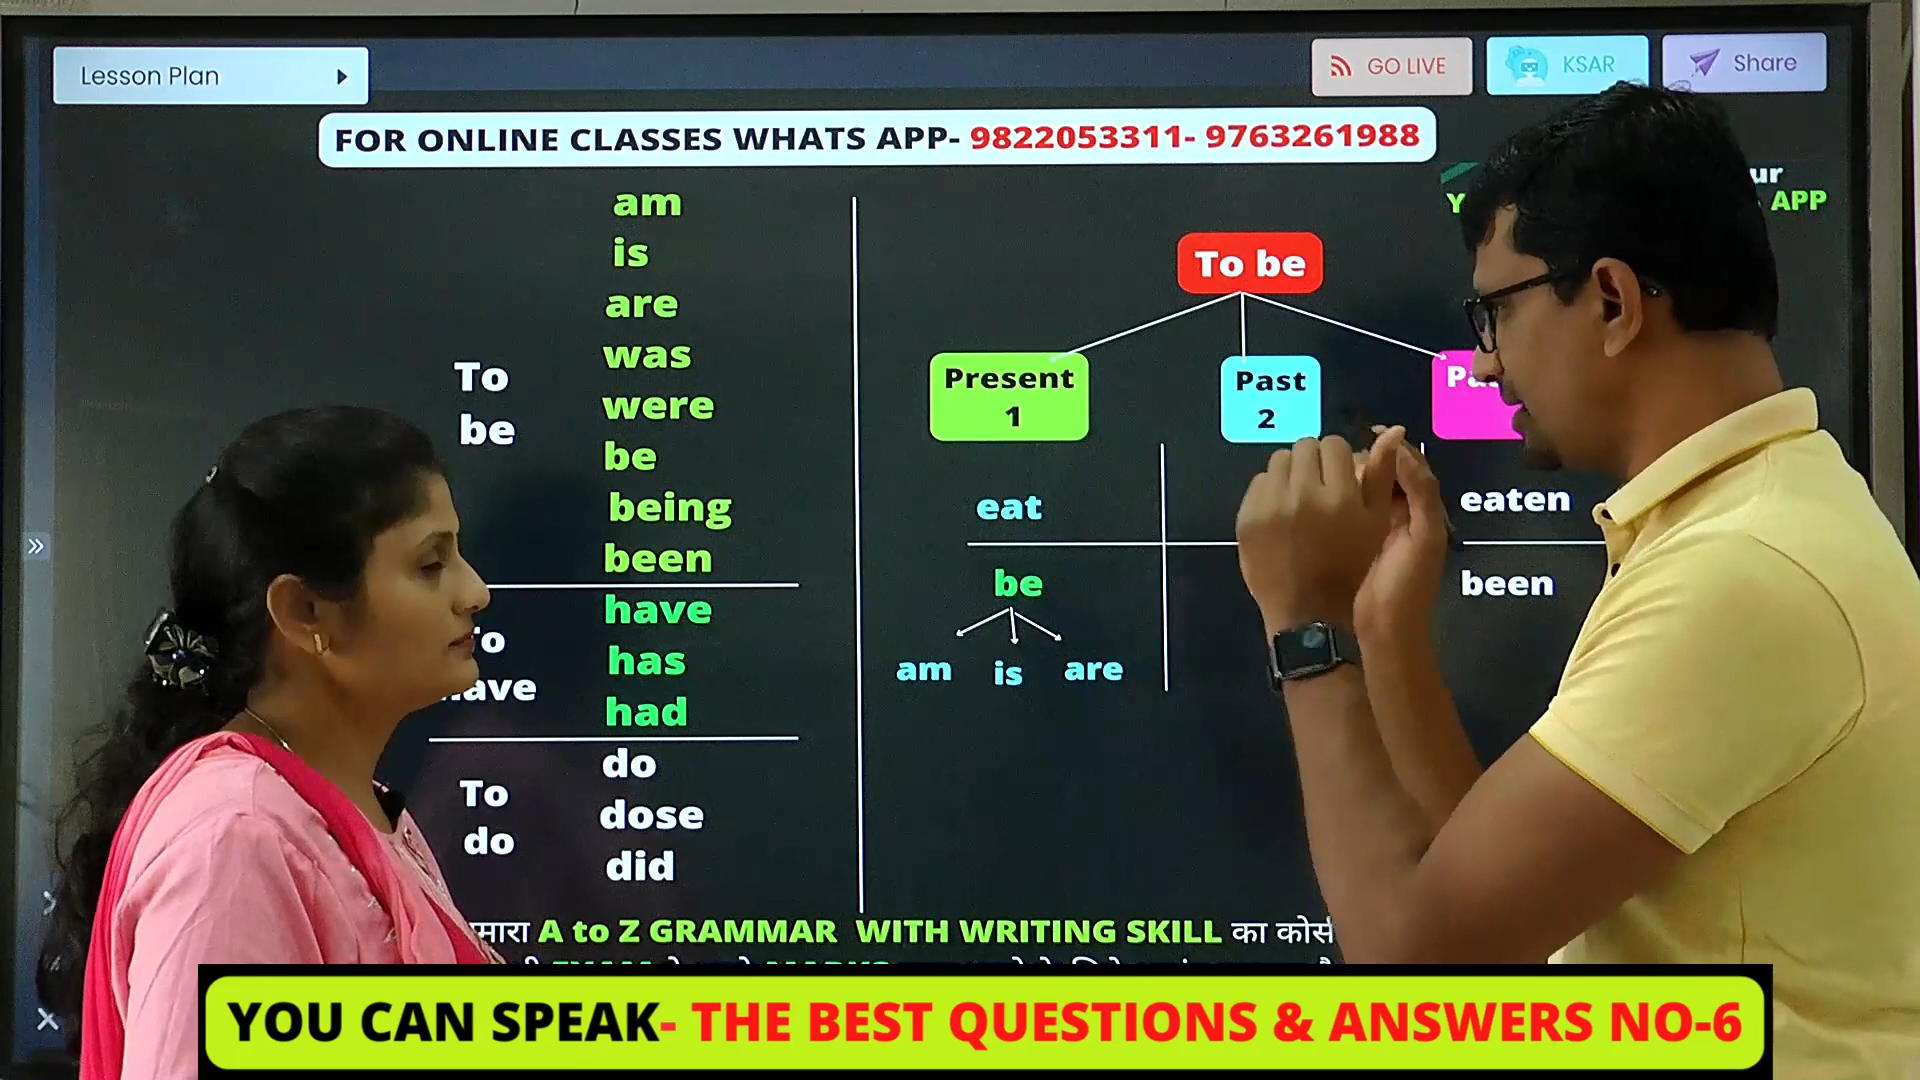 Lesson Plan
GO LIVE
KSAR
Share
FOR ONLINE CLASSES WHATS APP- 9822053311- 9763261988
APP
am
is
are
was
were
be
being
been
To
be
have
has
had
do
dose
did
To
do
To be
Present
1
Past
2
eat
eaten
be
been
am is are
A to Z GRAMMAR WITH WRITING SKILL का कोर्स
YOU CAN SPEAK- THE BEST QUESTIONS & ANSWERS NO-6